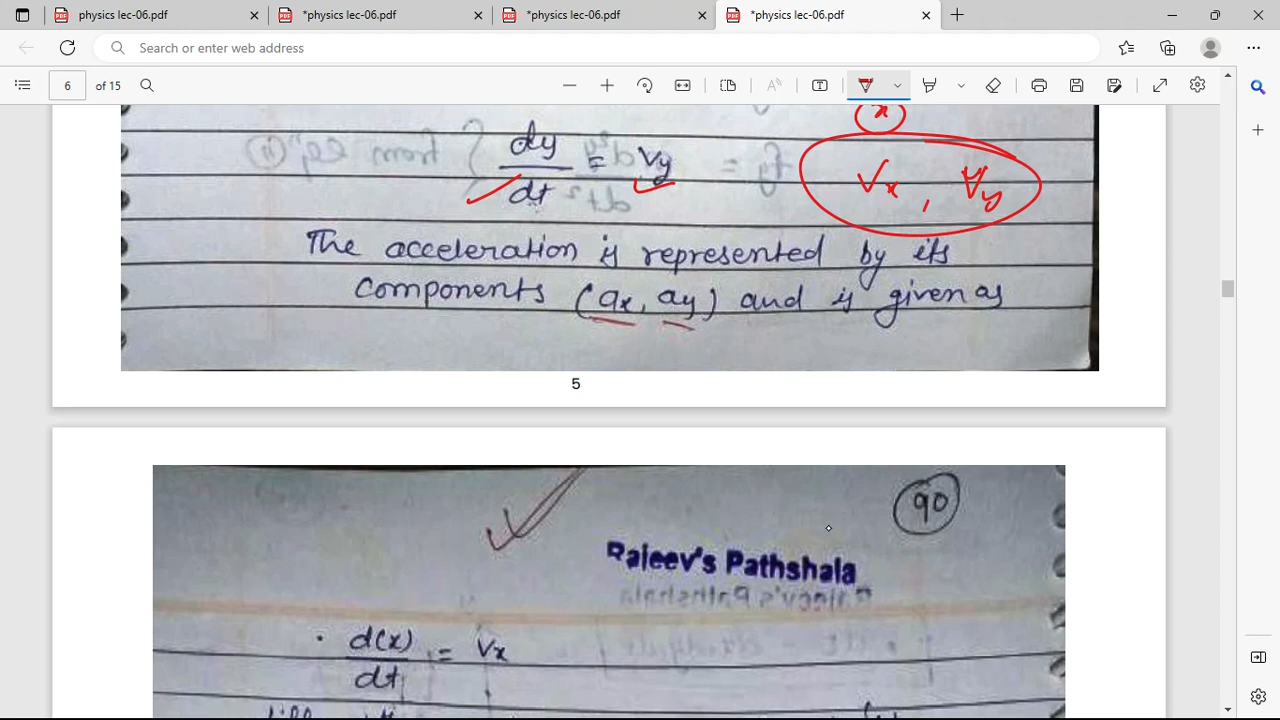 physics lec-06.pdf
*physics lec-06.pdf
*physics lec-06.pdf
*physics lec-06.pdf
Search or enter web address
6 of 15
x
dy/dt = Vy
Vx, Vy
The acceleration is represented by its
components (ax, ay) and is given as
5
90
Rajeev's Pathshala
d(x)/dt = Vx